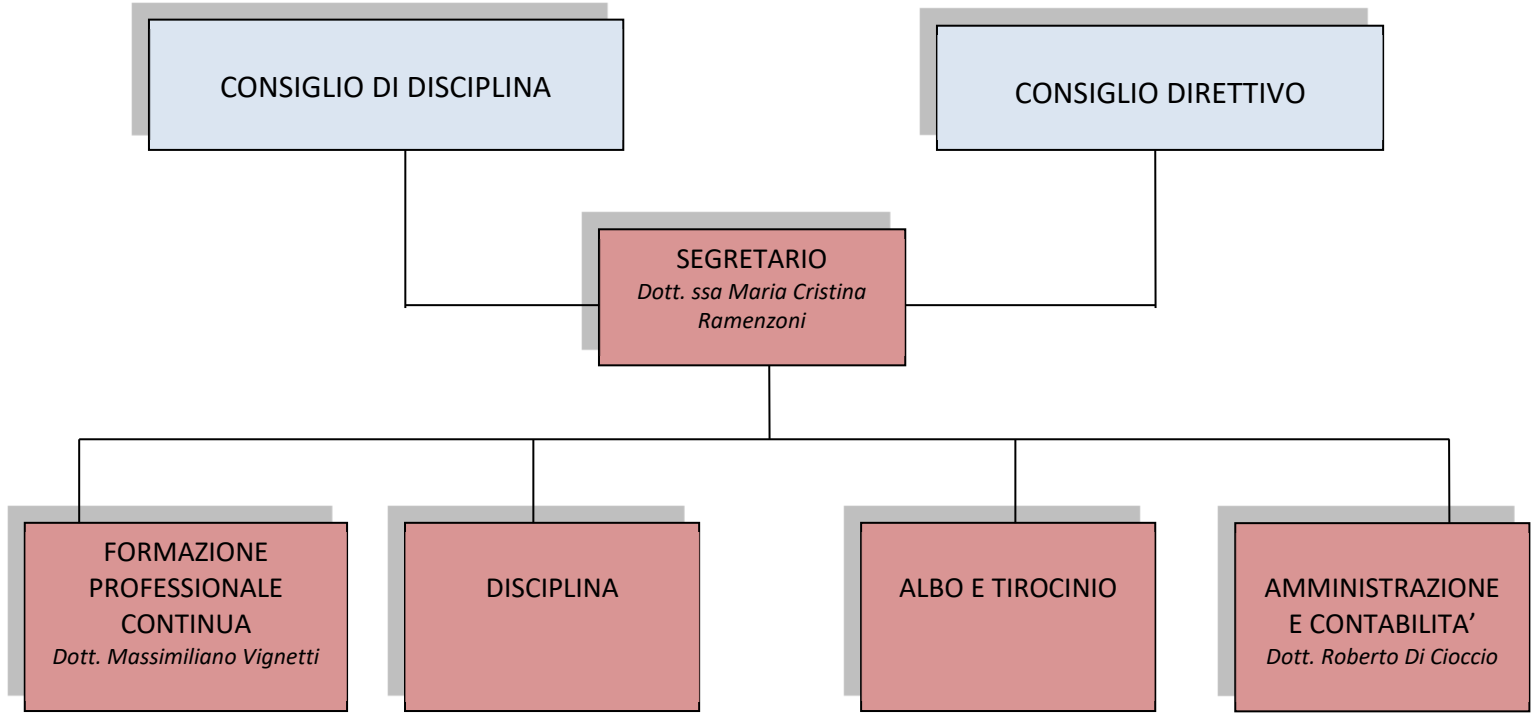 CONSIGLIO DI DISCIPLINA
CONSIGLIO DIRETTIVO
SEGRETARIO
Dott. ssa Maria Cristina
Ramenzoni
FORMAZIONE
PROFESSIONALE
CONTINUA
Dott. Massimiliano Vignetti
DISCIPLINA
ALBO E TIROCINIO
AMMINISTRAZIONE
E CONTABILITA’
Dott. Roberto Di Cioccio